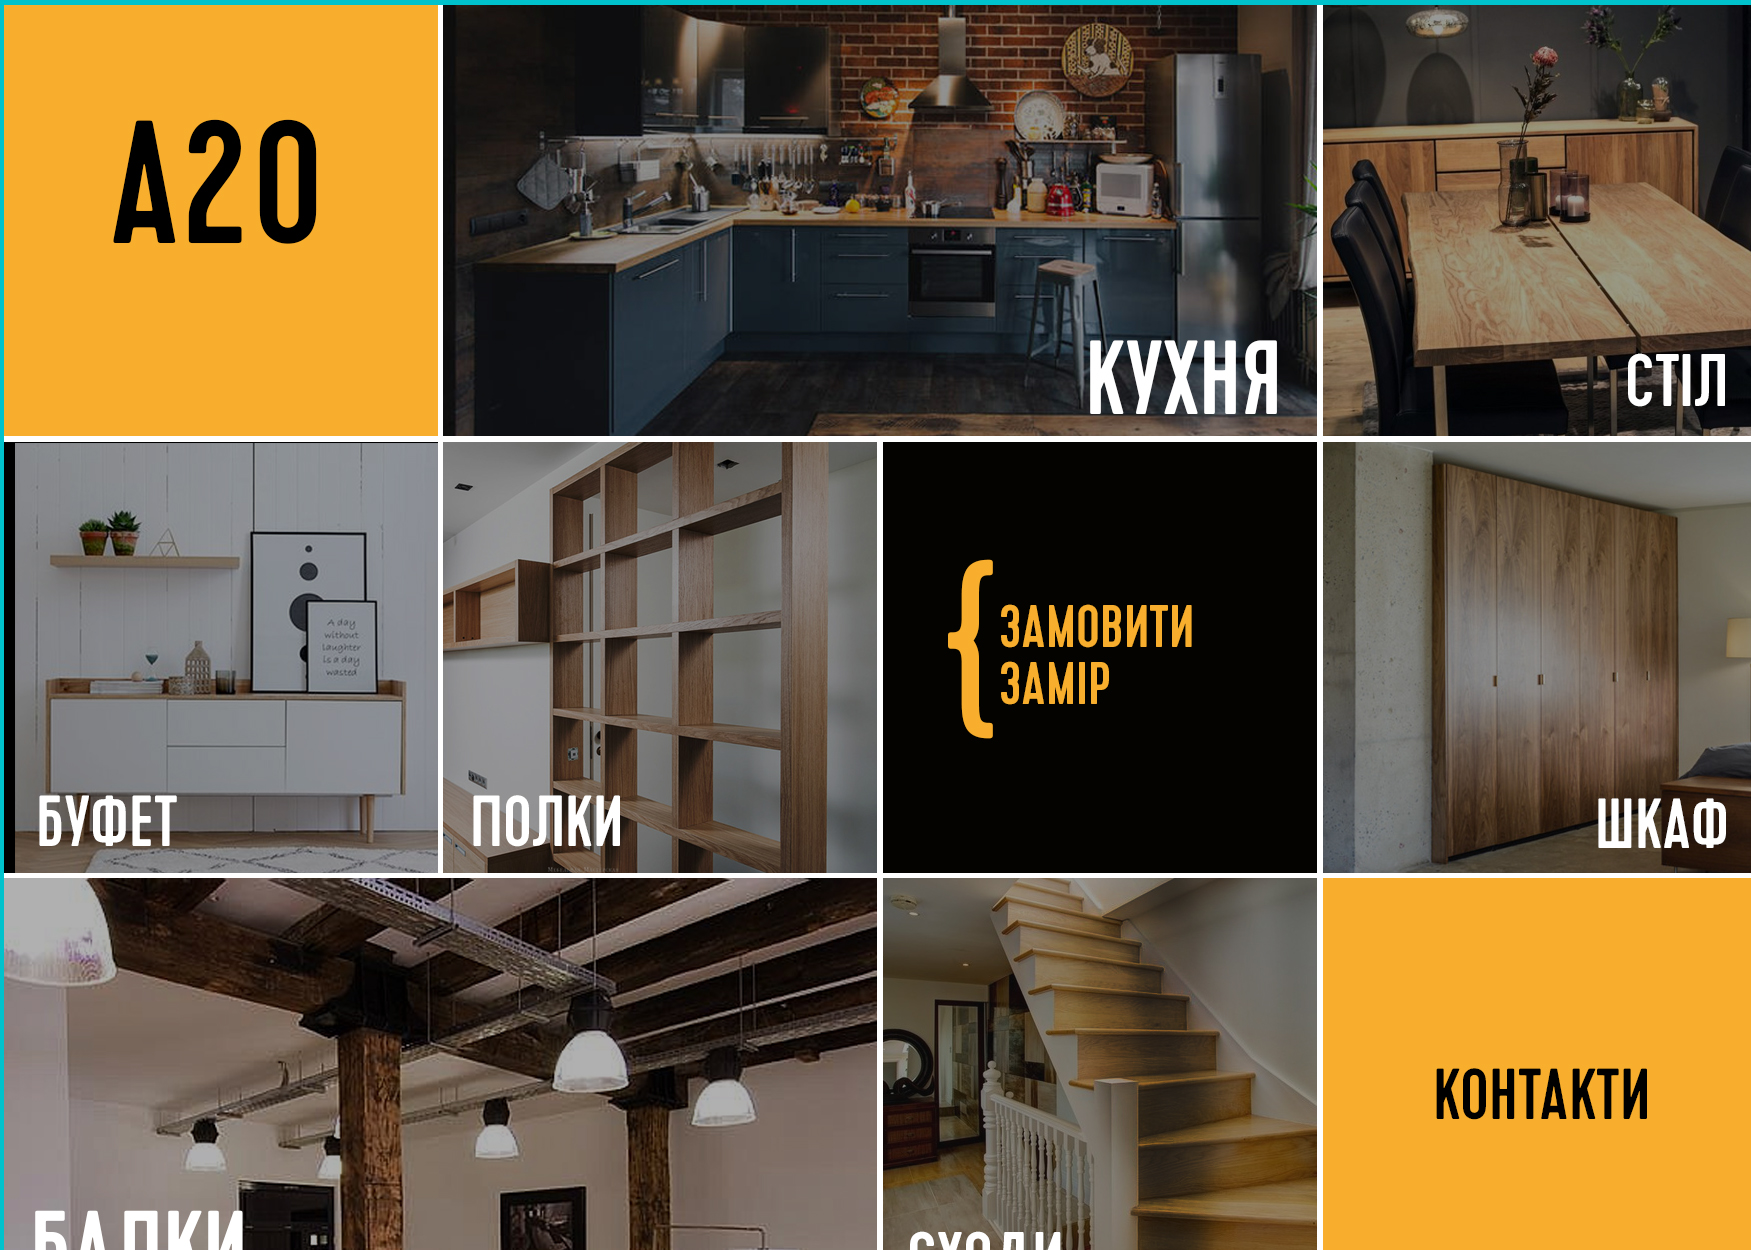 A20
КУХНЯ
СТІЛ
A day
without
laughter
is a day
wasted
БУФЕТ
ПОЛКИ
{ ЗАМОВИТИ
ЗАМІР
ШКАФ
БАЛКИ
СХОДИ
КОНТАКТИ